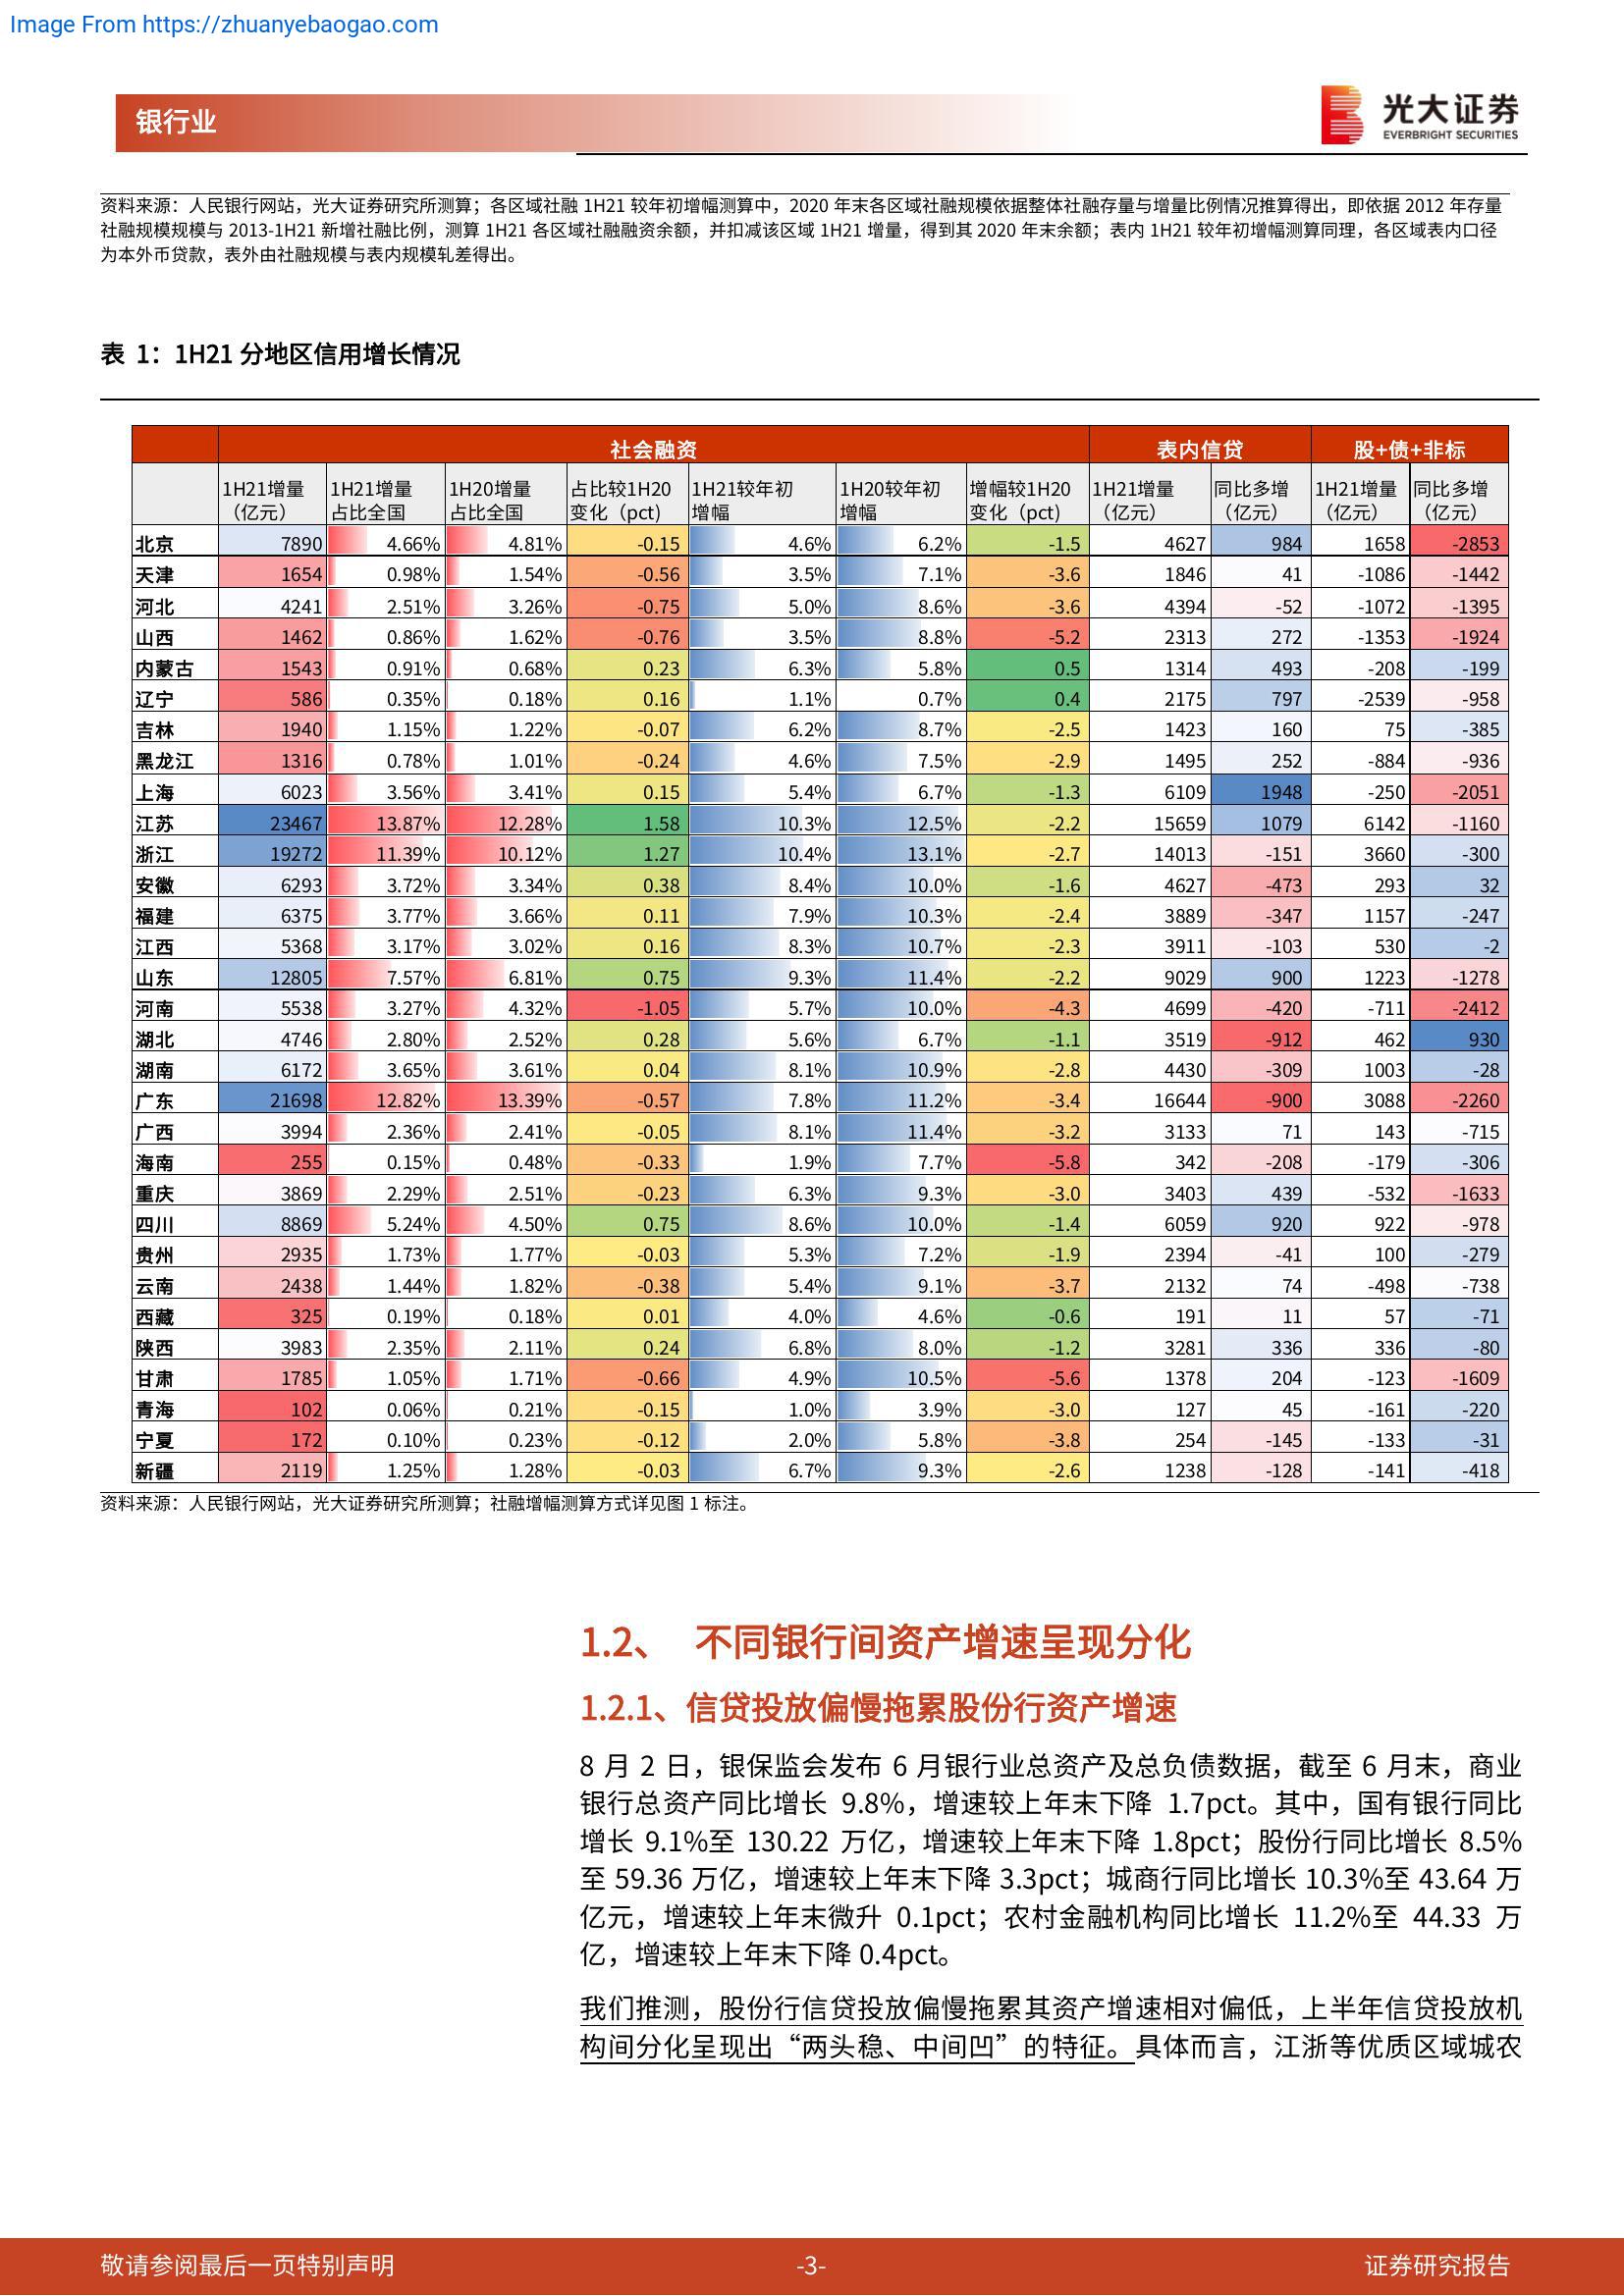 Image From https://zhuanyebaogao.com
银行业
光大证券
EVERBRIGHT SECURITIES
资料来源：人民银行网站，光大证券研究所测算；各区域社融 1H21 较年初增幅测算中，2020 年末各区域社融规模依据整体社融存量与增量比例情况推算得出，即依据 2012 年存量
社融规模规模与 2013-1H21 新增社融比例，测算 1H21 各区域社融融资余额，并扣减该区域 1H21 增量，得到其 2020 年末余额；表内 1H21 较年初增幅测算同理，各区域表内口径
为本外币贷款，表外由社融规模与表内规模轧差得出。
表 1：1H21 分地区信用增长情况
社会融资 表内信贷 股+债+非标
1H21增量 1H21增量 1H20增量 占比较1H20 1H21较年初 1H20较年初 增幅较1H20 1H21增量 同比多增 1H21增量 同比多增
（亿元） 占比全国 占比全国 变化（pct) 增幅 增幅 变化（pct) （亿元） （亿元） （亿元） （亿元）
北京 7890 4.66% 4.81% -0.15 4.6% 6.2% -1.5 4627 984 1658 -2853
天津 1654 0.98% 1.54% -0.56 3.5% 7.1% -3.6 1846 41 -1086 -1442
河北 4241 2.51% 3.26% -0.75 5.0% 8.6% -3.6 4394 -52 -1072 -1395
山西 1462 0.86% 1.62% -0.76 3.5% 8.8% -5.2 2313 272 -1353 -1924
内蒙古 1543 0.91% 0.68% 0.23 6.3% 5.8% 0.5 1314 493 -208 -199
辽宁 586 0.35% 0.18% 0.16 1.1% 0.7% 0.4 2175 797 -2539 -958
吉林 1940 1.15% 1.22% -0.07 6.2% 8.7% -2.5 1423 160 75 -385
黑龙江 1316 0.78% 1.01% -0.24 4.6% 7.5% -2.9 1495 252 -884 -936
上海 6023 3.56% 3.41% 0.15 5.4% 6.7% -1.3 6109 1948 -250 -2051
江苏 23467 13.87% 12.28% 1.58 10.3% 12.5% -2.2 15659 1079 6142 -1160
浙江 19272 11.39% 10.12% 1.27 10.4% 13.1% -2.7 14013 -151 3660 -300
安徽 6293 3.72% 3.34% 0.38 8.4% 10.0% -1.6 4627 -473 293 32
福建 6375 3.77% 3.66% 0.11 7.9% 10.3% -2.4 3889 -347 1157 -247
江西 5368 3.17% 3.02% 0.16 8.3% 10.7% -2.3 3911 -103 530 -2
山东 12805 7.57% 6.81% 0.75 9.3% 11.4% -2.2 9029 900 1223 -1278
河南 5538 3.27% 4.32% -1.05 5.7% 10.0% -4.3 4699 -420 -711 -2412
湖北 4746 2.80% 2.52% 0.28 5.6% 6.7% -1.1 3519 -912 462 930
湖南 6172 3.65% 3.61% 0.04 8.1% 10.9% -2.8 4430 -309 1003 -28
广东 21698 12.82% 13.39% -0.57 7.8% 11.2% -3.4 16644 -900 3088 -2260
广西 3994 2.36% 2.41% -0.05 8.1% 11.4% -3.2 3133 71 143 -715
海南 255 0.15% 0.48% -0.33 1.9% 7.7% -5.8 342 -208 -179 -306
重庆 3869 2.29% 2.51% -0.23 6.3% 9.3% -3.0 3403 439 -532 -1633
四川 8869 5.24% 4.50% 0.75 8.6% 10.0% -1.4 6059 920 922 -978
贵州 2935 1.73% 1.77% -0.03 5.3% 7.2% -1.9 2394 -41 100 -279
云南 2438 1.44% 1.82% -0.38 5.4% 9.1% -3.7 2132 74 -498 -738
西藏 325 0.19% 0.18% 0.01 4.0% 4.6% -0.6 191 11 57 -71
陕西 3983 2.35% 2.11% 0.24 6.8% 8.0% -1.2 3281 336 336 -80
甘肃 1785 1.05% 1.71% -0.66 4.9% 10.5% -5.6 1378 204 -123 -1609
青海 102 0.06% 0.21% -0.15 1.0% 3.9% -3.0 127 45 -161 -220
宁夏 172 0.10% 0.23% -0.12 2.0% 5.8% -3.8 254 -145 -133 -31
新疆 2119 1.25% 1.28% -0.03 6.7% 9.3% -2.6 1238 -128 -141 -418
资料来源：人民银行网站，光大证券研究所测算；社融增幅测算方式详见图 1 标注。
1.2、 不同银行间资产增速呈现分化
1.2.1、信贷投放偏慢拖累股份行资产增速
8 月 2 日，银保监会发布 6 月银行业总资产及总负债数据，截至 6 月末，商业
银行总资产同比增长 9.8%，增速较上年末下降 1.7pct。其中，国有银行同比
增长 9.1%至 130.22 万亿，增速较上年末下降 1.8pct；股份行同比增长 8.5%
至 59.36 万亿，增速较上年末下降 3.3pct；城商行同比增长 10.3%至 43.64 万
亿元，增速较上年末微升 0.1pct；农村金融机构同比增长 11.2%至 44.33 万
亿，增速较上年末下降 0.4pct。
我们推测，股份行信贷投放偏慢拖累其资产增速相对偏低，上半年信贷投放机
构间分化呈现出“两头稳、中间凹”的特征。具体而言，江浙等优质区域城农
敬请参阅最后一页特别声明 -3- 证券研究报告